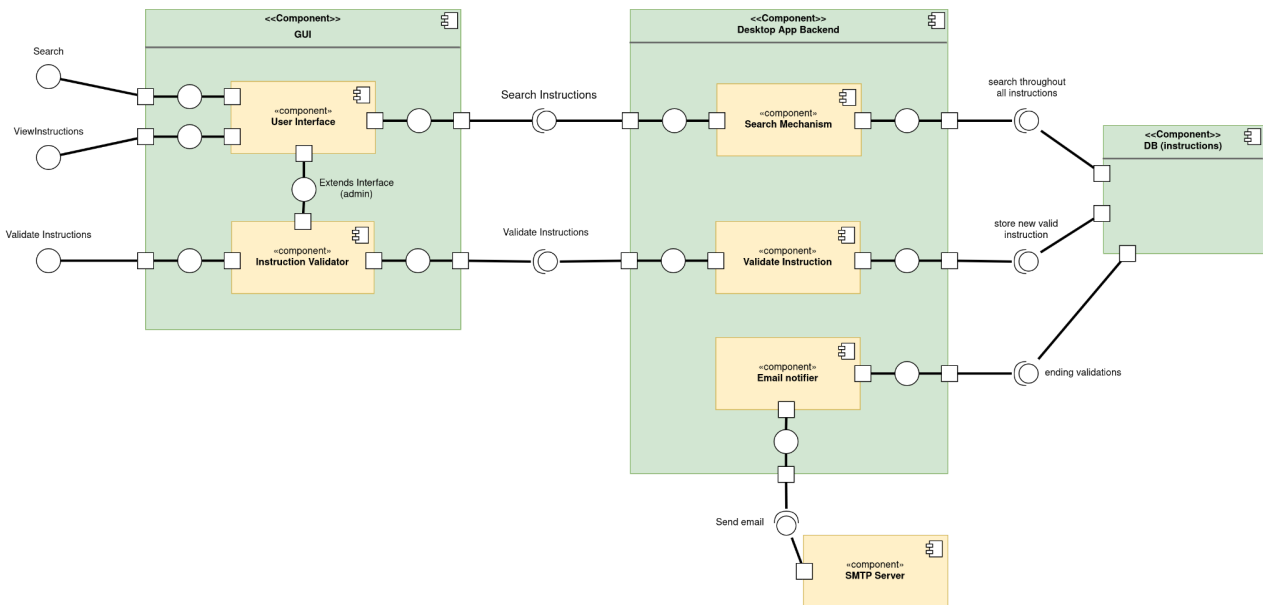 <<Component>>
GUI
Search
«component»
User Interface
ViewInstructions
Extends Interface
(admin)
Validate Instructions
«component»
Instruction Validator
Search Instructions
Validate Instructions
<<Component>>
Desktop App Backend
«component»
Search Mechanism
«component»
Validate Instruction
«component»
Email notifier
search throughout
all instructions
store new valid
instruction
ending validations
<<Component>>
DB (instructions)
Send email
«component»
SMTP Server